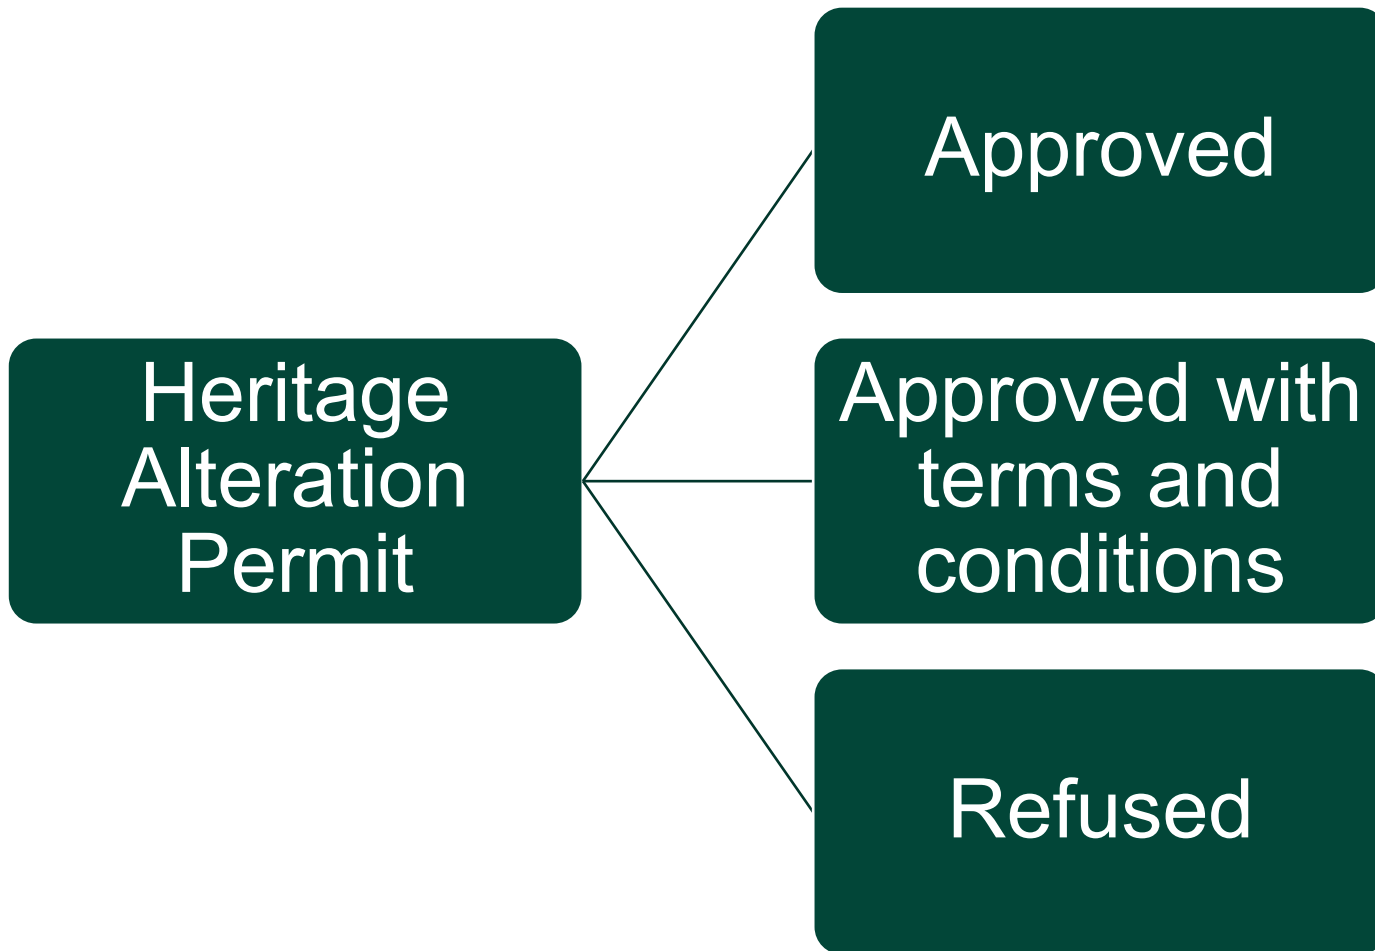 Heritage
Alteration
Permit
Approved
Approved with
terms and
conditions
Refused